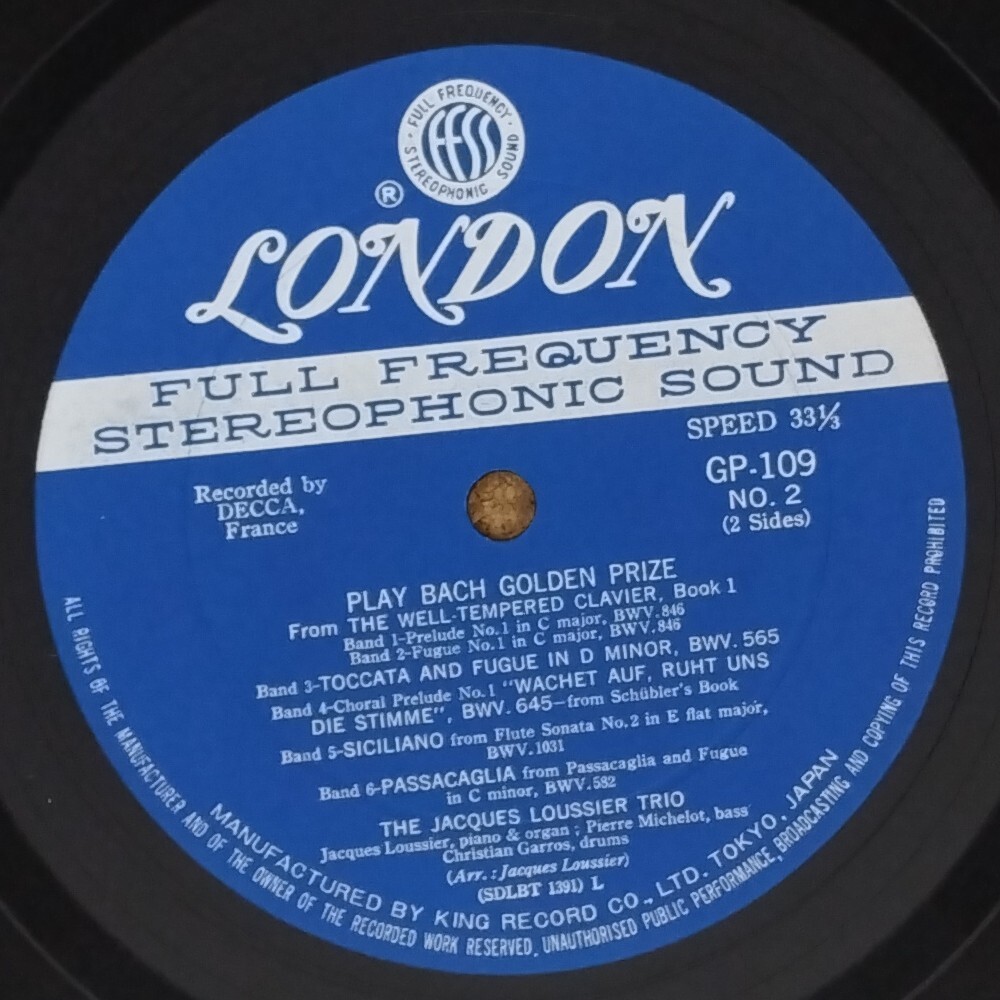 FULL FREQUENCY
STEREOPHONIC SOUND
FFSS
®
LONDON
FULL FREQUENCY
STEREOPHONIC SOUND
SPEED 33⅓
GP-109
NO. 2
(2 Sides)
Recorded by
DECCA,
France
PLAY BACH GOLDEN PRIZE
From THE WELL-TEMPERED CLAVIER, Book 1
Band 1-Prelude No.1 in C major, BWV.846
Band 2-Fugue No.1 in C major, BWV.846
Band 3-TOCCATA AND FUGUE IN D MINOR, BWV. 565
Band 4-Choral Prelude No.1 "WACHET AUF, RUHT UNS
DIE STIMME", BWV. 645-from Schübler's Book
Band 5-SICILIANO from Flute Sonata No.2 in E flat major,
BWV.1031
Band 6-PASSACAGLIA from Passacaglia and Fugue
in C minor, BWV.582
THE JACQUES LOUSSIER TRIO
Jacques Loussier, piano & organ ; Pierre Michelot, bass
Christian Garros, drums
(Arr. : Jacques Loussier)
(SDLBT 1391) L
MANUFACTURED BY KING RECORD CO., LTD. TOKYO, JAPAN
ALL RIGHTS OF THE MANUFACTURER AND OF THE OWNER OF THE RECORDED WORK RESERVED. UNAUTHORISED PUBLIC PERFORMANCE, BROADCASTING AND COPYING OF THIS RECORD PROHIBITED